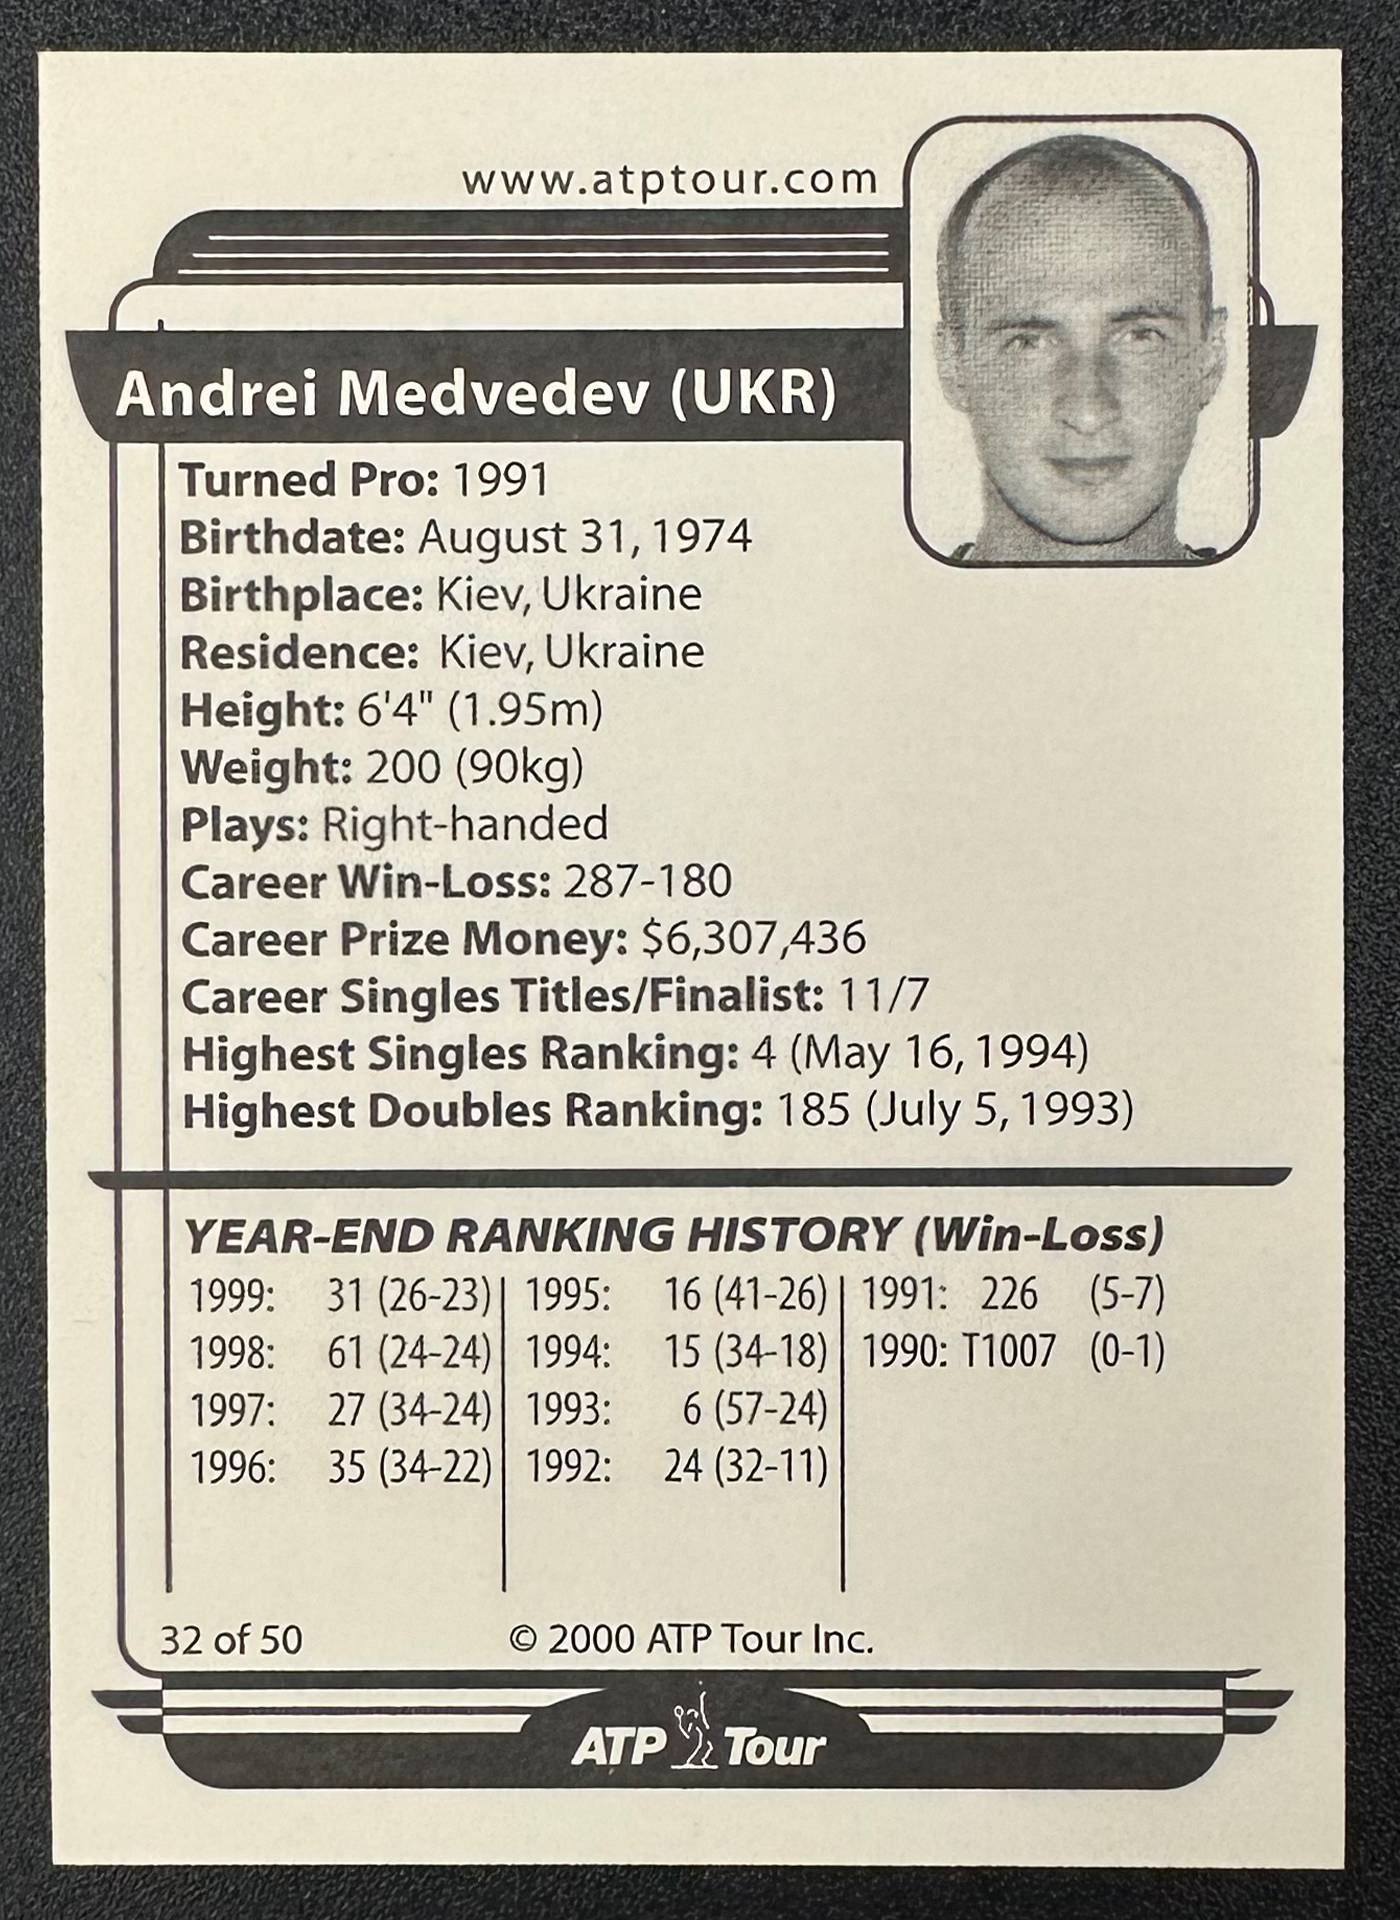 www.atptour.com
Andrei Medvedev (UKR)
Turned Pro: 1991
Birthdate: August 31, 1974
Birthplace: Kiev, Ukraine
Residence: Kiev, Ukraine
Height: 6'4" (1.95m)
Weight: 200 (90kg)
Plays: Right-handed
Career Win-Loss: 287-180
Career Prize Money: $6,307,436
Career Singles Titles/Finalist: 11/7
Highest Singles Ranking: 4 (May 16, 1994)
Highest Doubles Ranking: 185 (July 5, 1993)
YEAR-END RANKING HISTORY (Win-Loss)
1999: 31 (26-23) 1995: 16 (41-26) 1991: 226 (5-7)
1998: 61 (24-24) 1994: 15 (34-18) 1990: T1007 (0-1)
1997: 27 (34-24) 1993: 6 (57-24)
1996: 35 (34-22) 1992: 24 (32-11)
32 of 50 © 2000 ATP Tour Inc.
ATP Tour